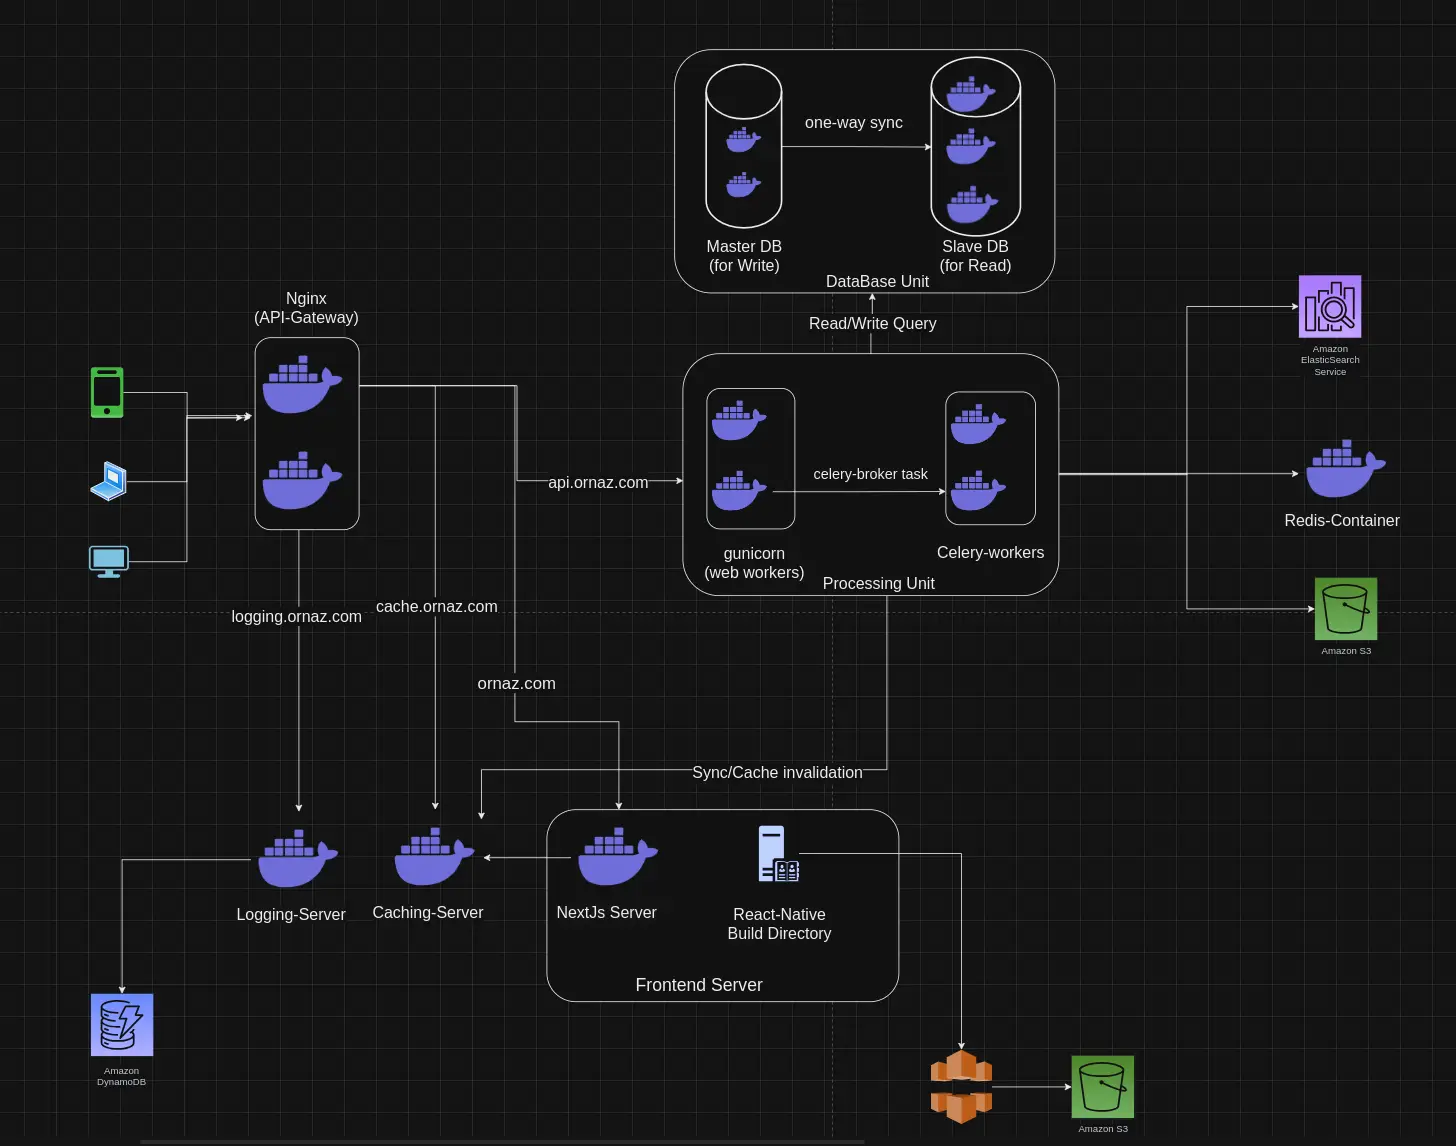 one-way sync
Master DB
(for Write)
Slave DB
(for Read)
DataBase Unit
Read/Write Query
Nginx
(API-Gateway)
Amazon
ElasticSearch
Service
celery-broker task
api.ornaz.com
gunicorn
(web workers)
Celery-workers
Processing Unit
Redis-Container
logging.ornaz.com
cache.ornaz.com
Amazon S3
ornaz.com
Sync/Cache invalidation
Logging-Server
Caching-Server
NextJs Server
React-Native
Build Directory
Frontend Server
Amazon
DynamoDB
Amazon S3